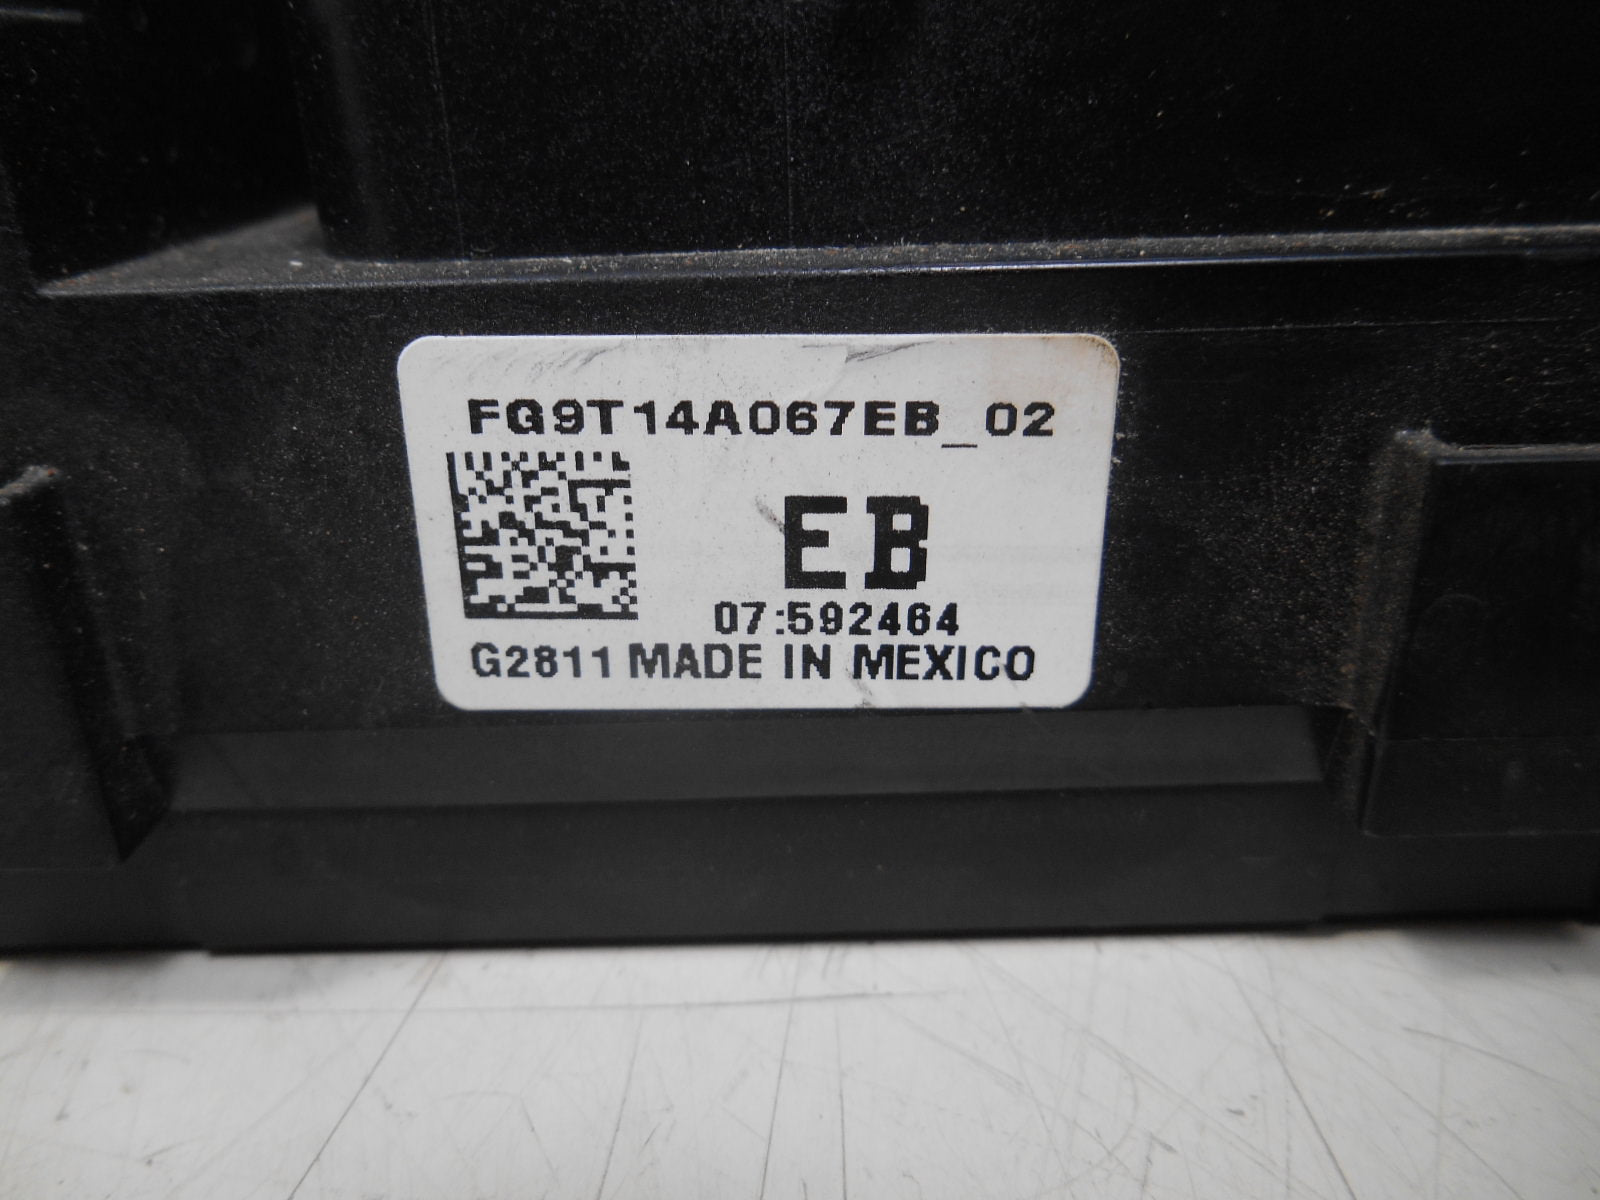 FG9T14A067EB_02
EB
07:592464
G2811 MADE IN MEXICO